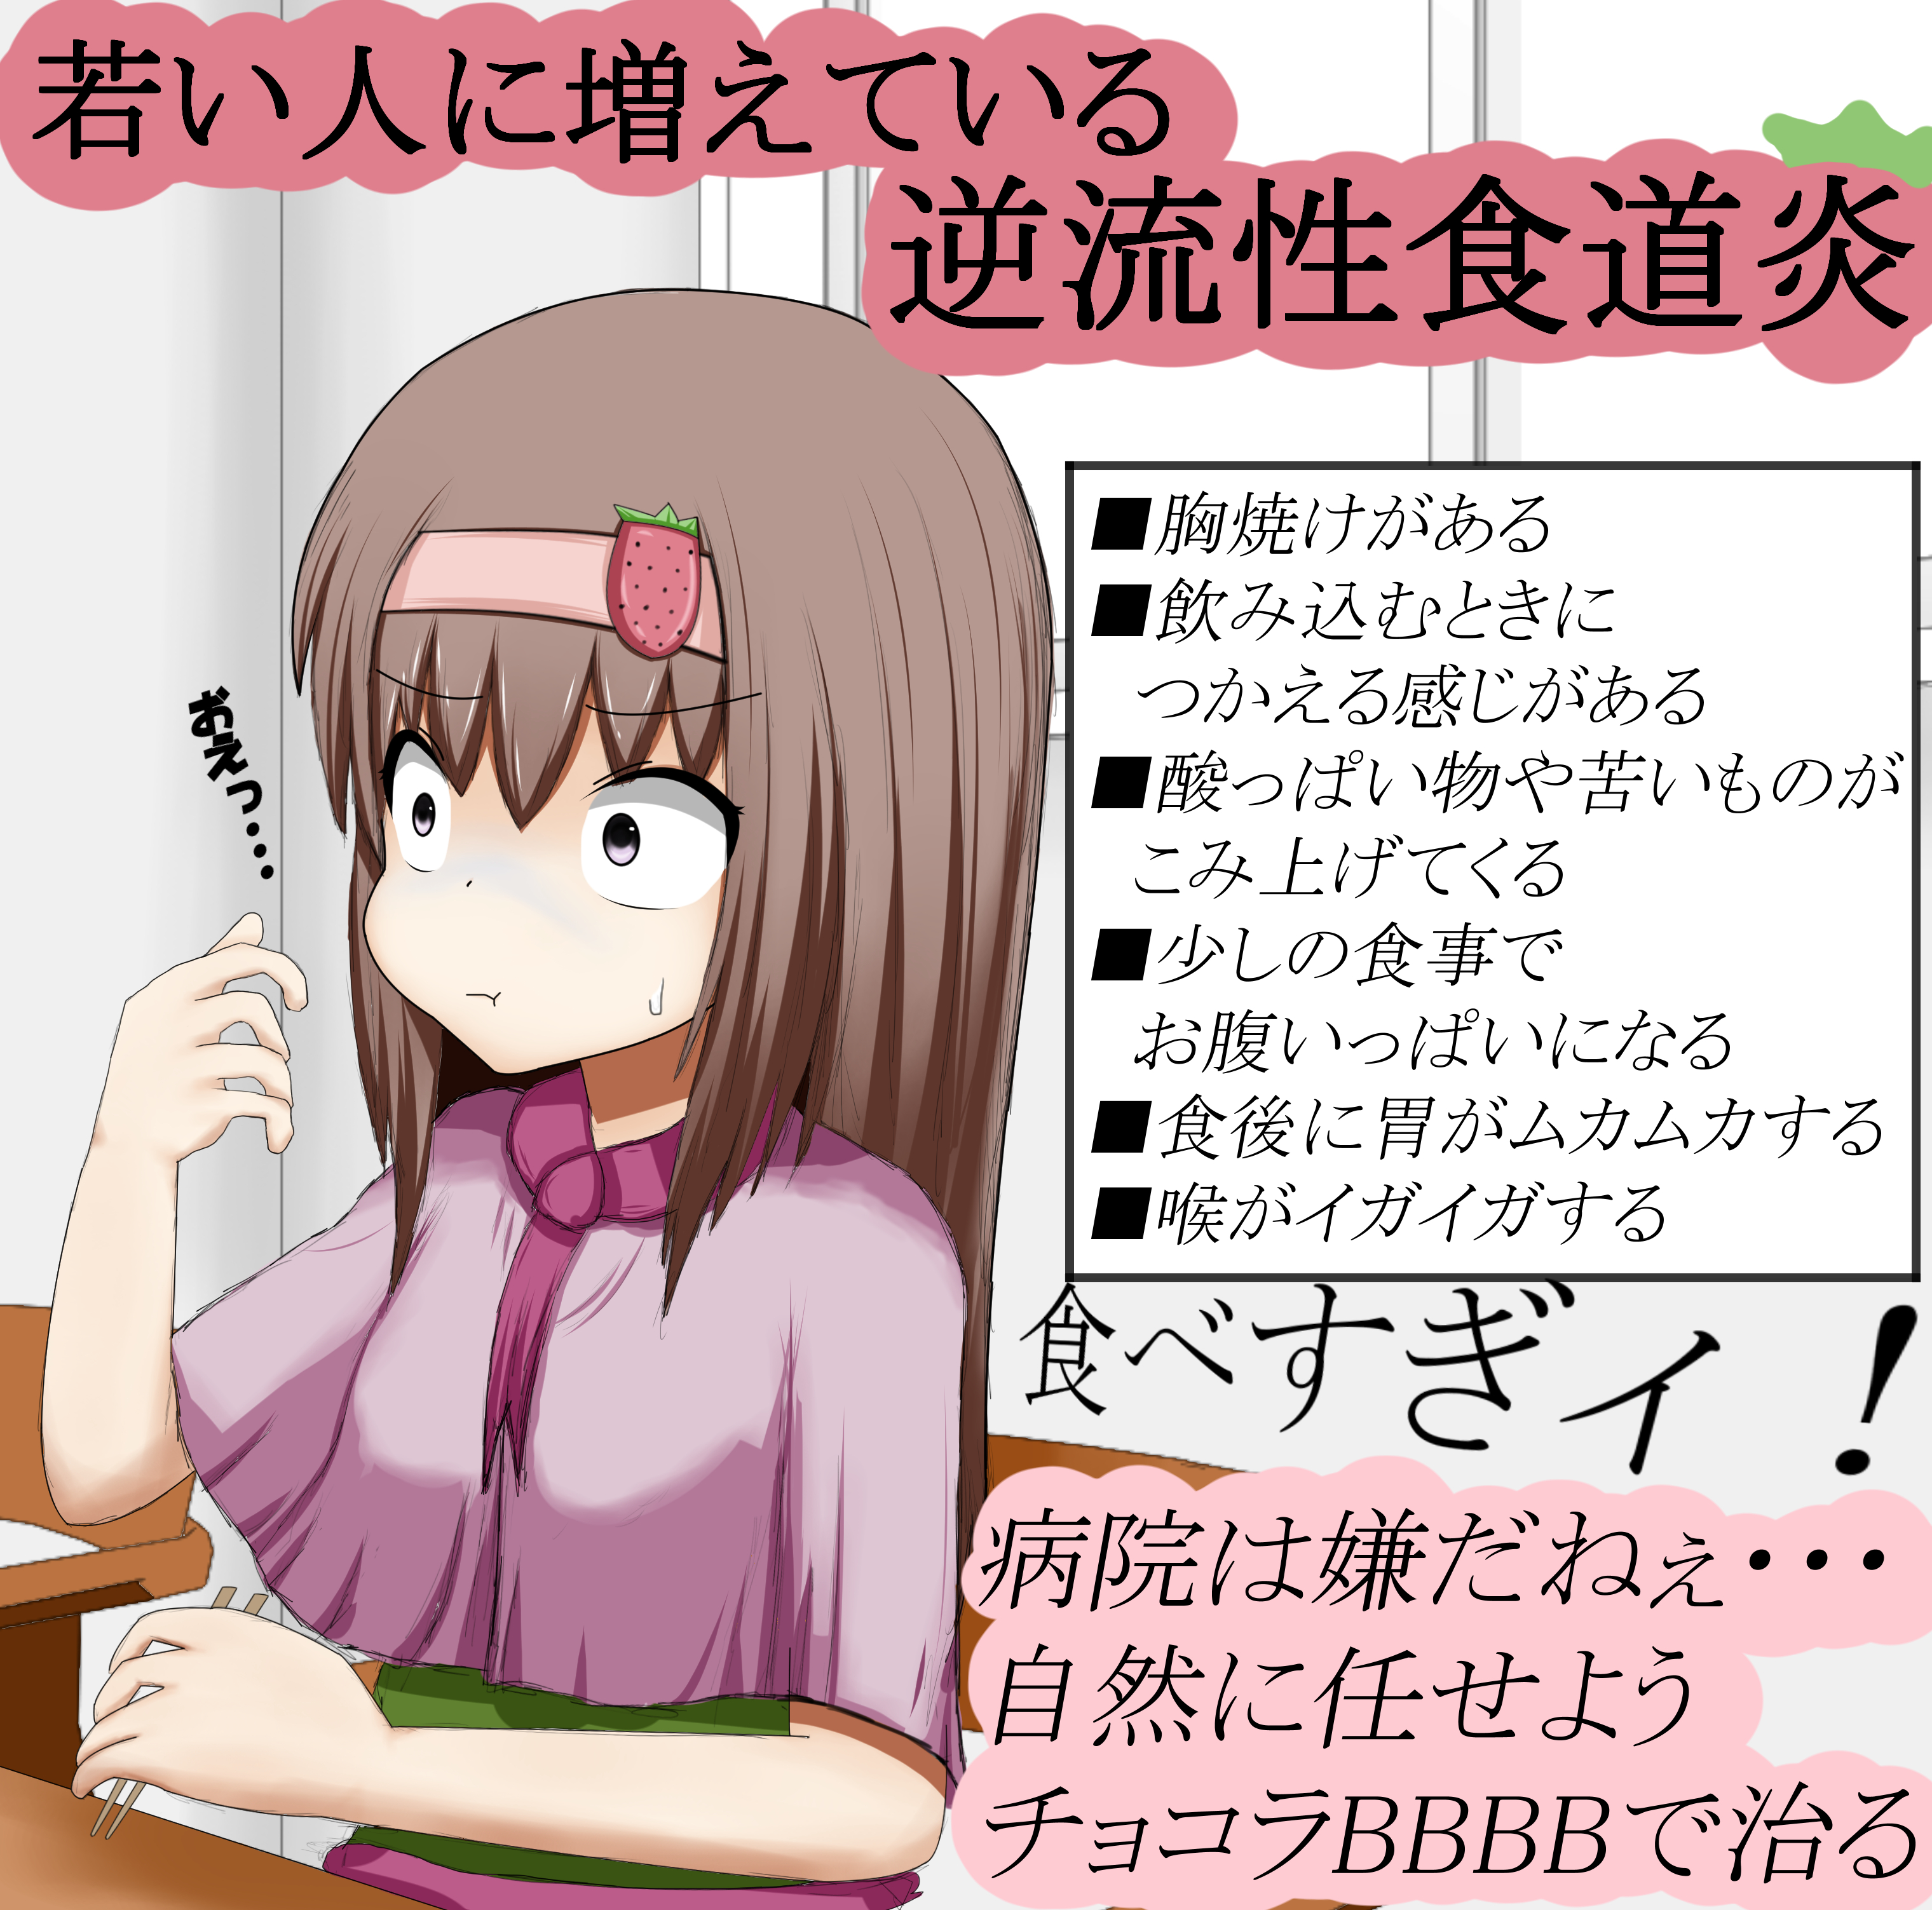 若い人に増えている
逆流性食道炎
■胸焼けがある
■飲み込むときに
つかえる感じがある
■酸っぱい物や苦いものが
こみ上げてくる
■少しの食事で
お腹いっぱいになる
■食後に胃がムカムカする
■喉がイガイガする
おえっ・・・
食べすぎィ！
病院は嫌だねぇ・・・
自然に任せよう
チョコラBBBBで治る